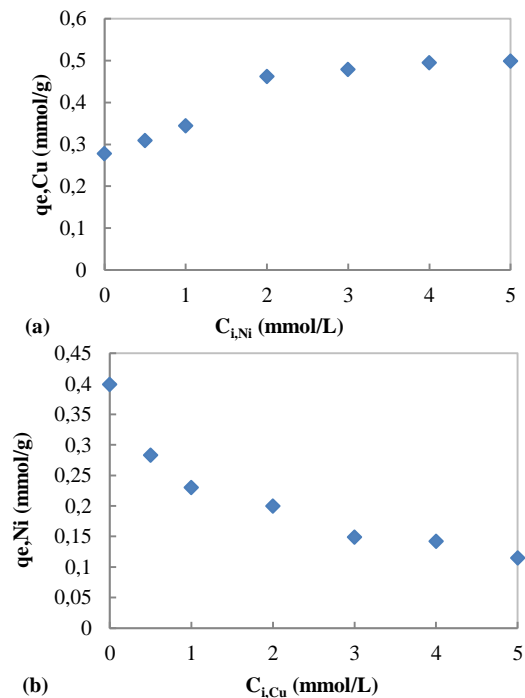 0,6
0,5
0,4
0,3
0,2
0,1
0
qe,Cu (mmol/g)
0 1 2 3 4 5
(a) Ci,Ni (mmol/L)
0,45
0,4
0,35
0,3
0,25
0,2
0,15
0,1
0,05
0
qe,Ni (mmol/g)
0 1 2 3 4 5
(b) Ci,Cu (mmol/L)